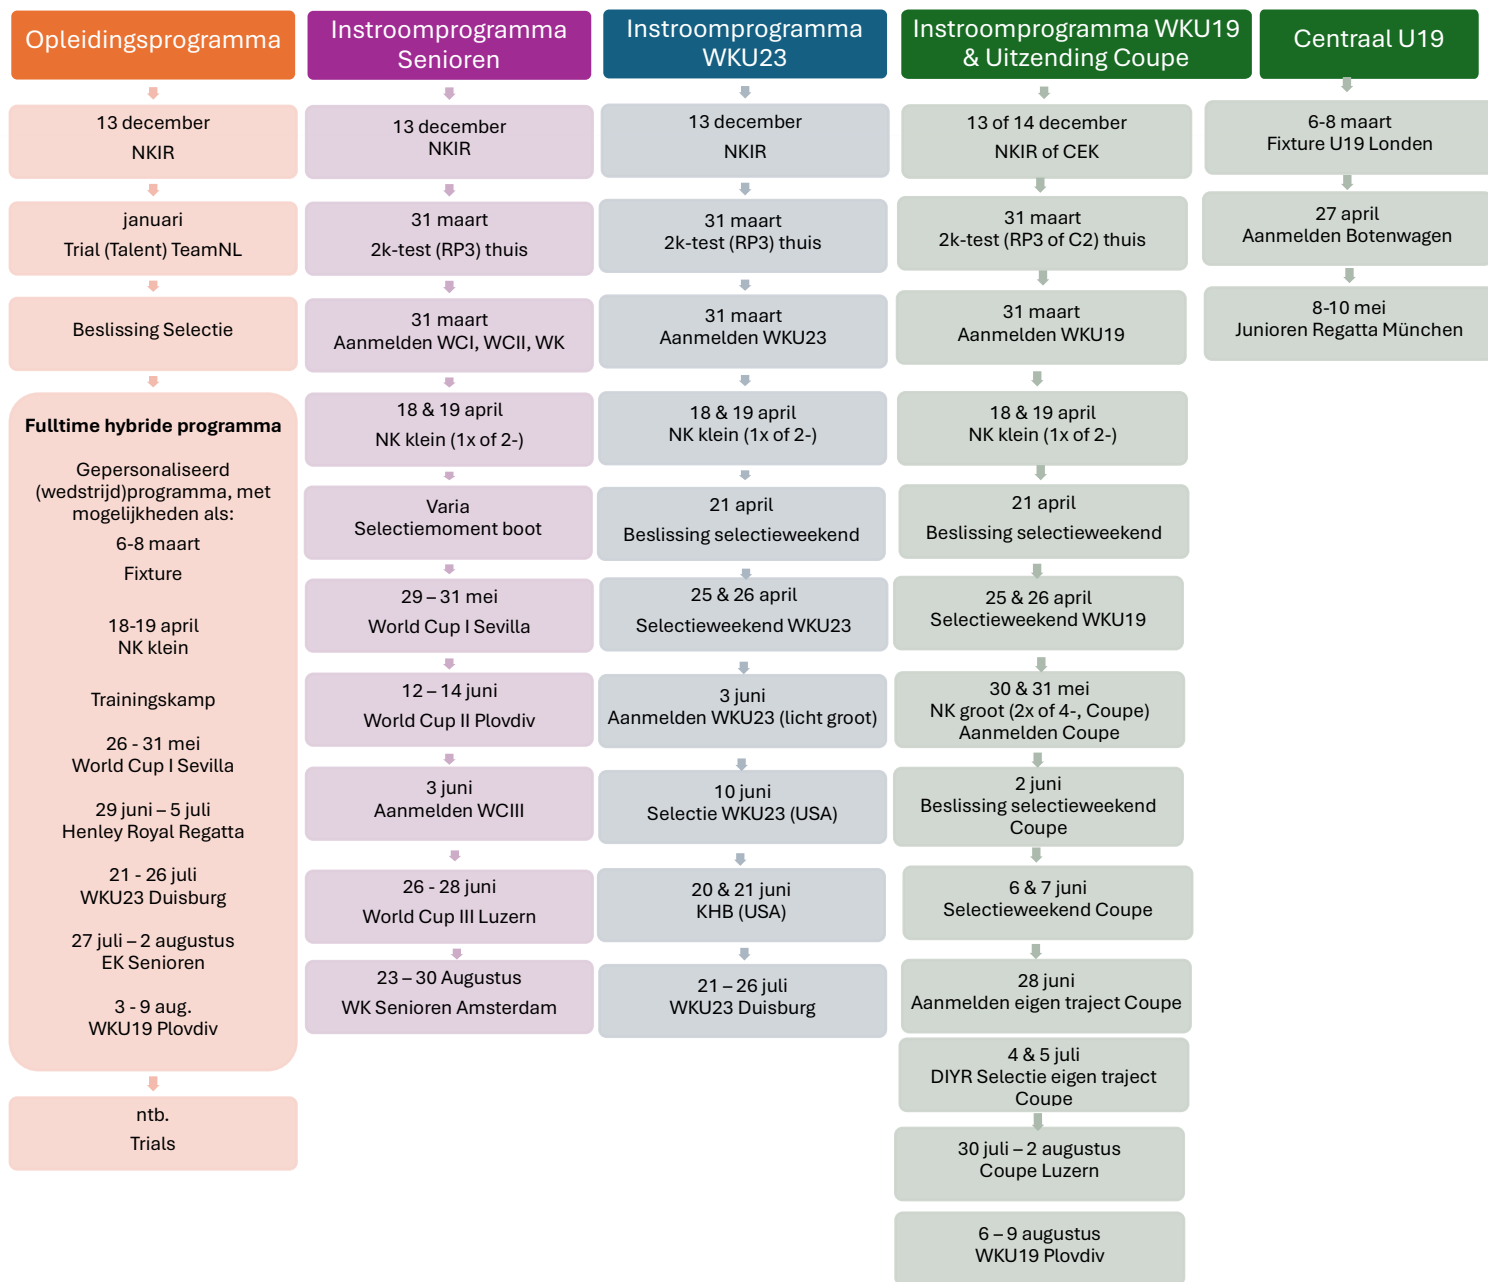 Opleidingsprogramma
13 december
NKIR
januari
Trial (Talent) TeamNL
Beslissing Selectie
Fulltime hybride programma
Gepersonaliseerd
(wedstrijd)programma, met
mogelijkheden als:
6-8 maart
Fixture
18-19 april
NK klein
Trainingskamp
26 - 31 mei
World Cup I Sevilla
29 juni – 5 juli
Henley Royal Regatta
21 - 26 juli
WKU23 Duisburg
27 juli – 2 augustus
EK Senioren
3 - 9 aug.
WKU19 Plovdiv
ntb.
Trials
Instroomprogramma
Senioren
13 december
NKIR
31 maart
2k-test (RP3) thuis
31 maart
Aanmelden WCI, WCII, WK
18 & 19 april
NK klein (1x of 2-)
Varia
Selectiemoment boot
29 – 31 mei
World Cup I Sevilla
12 – 14 juni
World Cup II Plovdiv
3 juni
Aanmelden WCIII
26 - 28 juni
World Cup III Luzern
23 – 30 Augustus
WK Senioren Amsterdam
Instroomprogramma
WKU23
13 december
NKIR
31 maart
2k-test (RP3) thuis
31 maart
Aanmelden WKU23
18 & 19 april
NK klein (1x of 2-)
21 april
Beslissing selectieweekend
25 & 26 april
Selectieweekend WKU23
3 juni
Aanmelden WKU23 (licht groot)
10 juni
Selectie WKU23 (USA)
20 & 21 juni
KHB (USA)
21 – 26 juli
WKU23 Duisburg
Instroomprogramma WKU19
& Uitzending Coupe
13 of 14 december
NKIR of CEK
31 maart
2k-test (RP3 of C2) thuis
31 maart
Aanmelden WKU19
18 & 19 april
NK klein (1x of 2-)
21 april
Beslissing selectieweekend
25 & 26 april
Selectieweekend WKU19
30 & 31 mei
NK groot (2x of 4-, Coupe)
Aanmelden Coupe
2 juni
Beslissing selectieweekend
Coupe
6 & 7 juni
Selectieweekend Coupe
28 juni
Aanmelden eigen traject Coupe
4 & 5 juli
DIYR Selectie eigen traject
Coupe
30 juli – 2 augustus
Coupe Luzern
6 – 9 augustus
WKU19 Plovdiv
Centraal U19
6-8 maart
Fixture U19 Londen
27 april
Aanmelden Botenwagen
8-10 mei
Junioren Regatta München